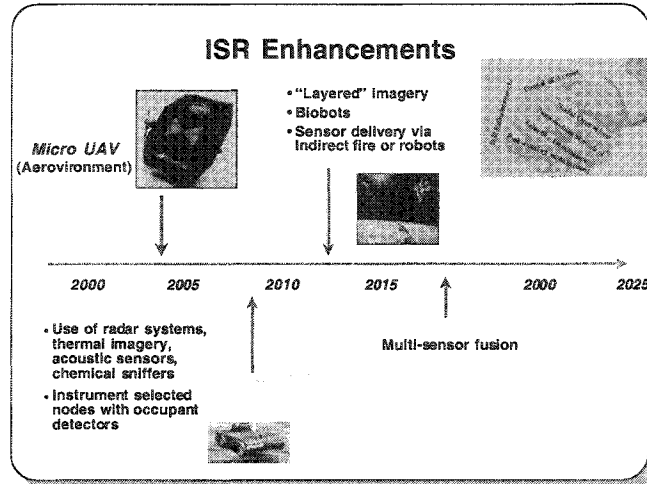 ISR Enhancements
Micro UAV
(Aerovironment)
• "Layered" imagery
• Biobots
• Sensor delivery via
Indirect fire or robots
2000 2005 2010 2015 2000 2025
• Use of radar systems,
thermal imagery,
acoustic sensors,
chemical sniffers
• Instrument selected
nodes with occupant
detectors
Multi-sensor fusion